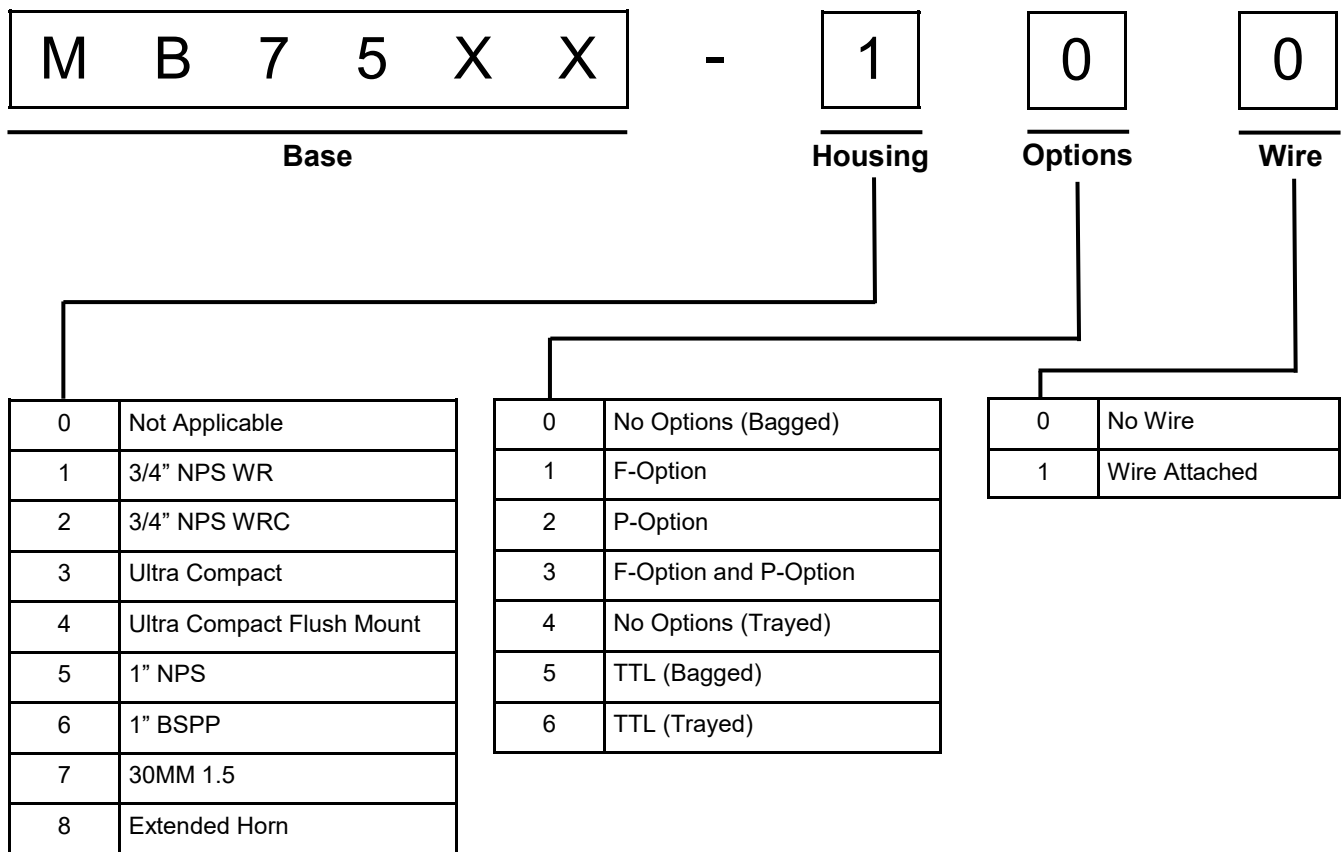 M B 7 5 X X - 1 0 0
Base Housing Options Wire
0 Not Applicable
1 3/4” NPS WR
2 3/4” NPS WRC
3 Ultra Compact
4 Ultra Compact Flush Mount
5 1” NPS
6 1” BSPP
7 30MM 1.5
8 Extended Horn
0 No Options (Bagged)
1 F-Option
2 P-Option
3 F-Option and P-Option
4 No Options (Trayed)
5 TTL (Bagged)
6 TTL (Trayed)
0 No Wire
1 Wire Attached